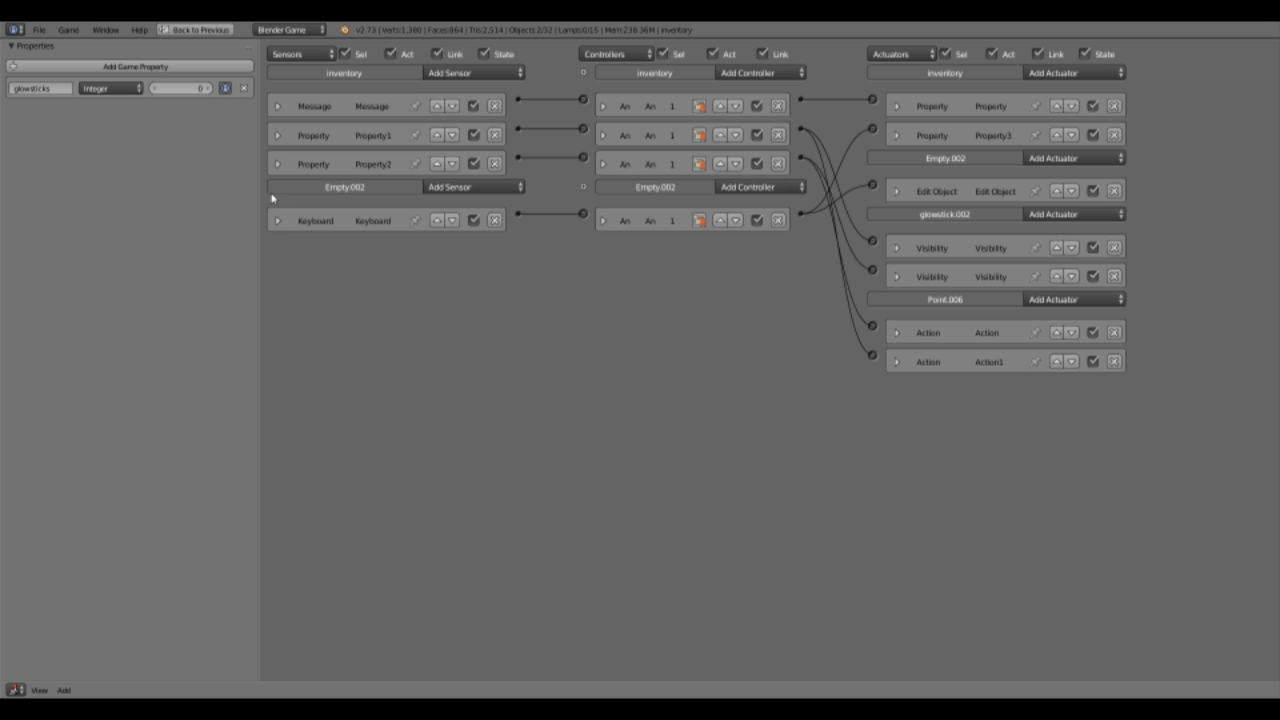 File Game Window Help Back to Previous Blender Game v2.73 | Verts:1,380 | Faces:864 | Tris:2,514 | Objects:2/32 | Lamps:0/15 | Mem:238.36M | inventory
Properties
Add Game Property
glowsticks Integer 0
Sensors Sel Act Link State
inventory Add Sensor
Message Message
Property Property1
Property Property2
Empty.002 Add Sensor
Keyboard Keyboard
Controllers Sel Act Link
inventory Add Controller
An An 1
An An 1
An An 1
Empty.002 Add Controller
An An 1
Actuators Sel Act Link State
inventory Add Actuator
Property Property
Property Property3
Empty.002 Add Actuator
Edit Object Edit Object
glowstick.002 Add Actuator
Visibility Visibility
Visibility Visibility
Point.006 Add Actuator
Action Action
Action Action1
View Add